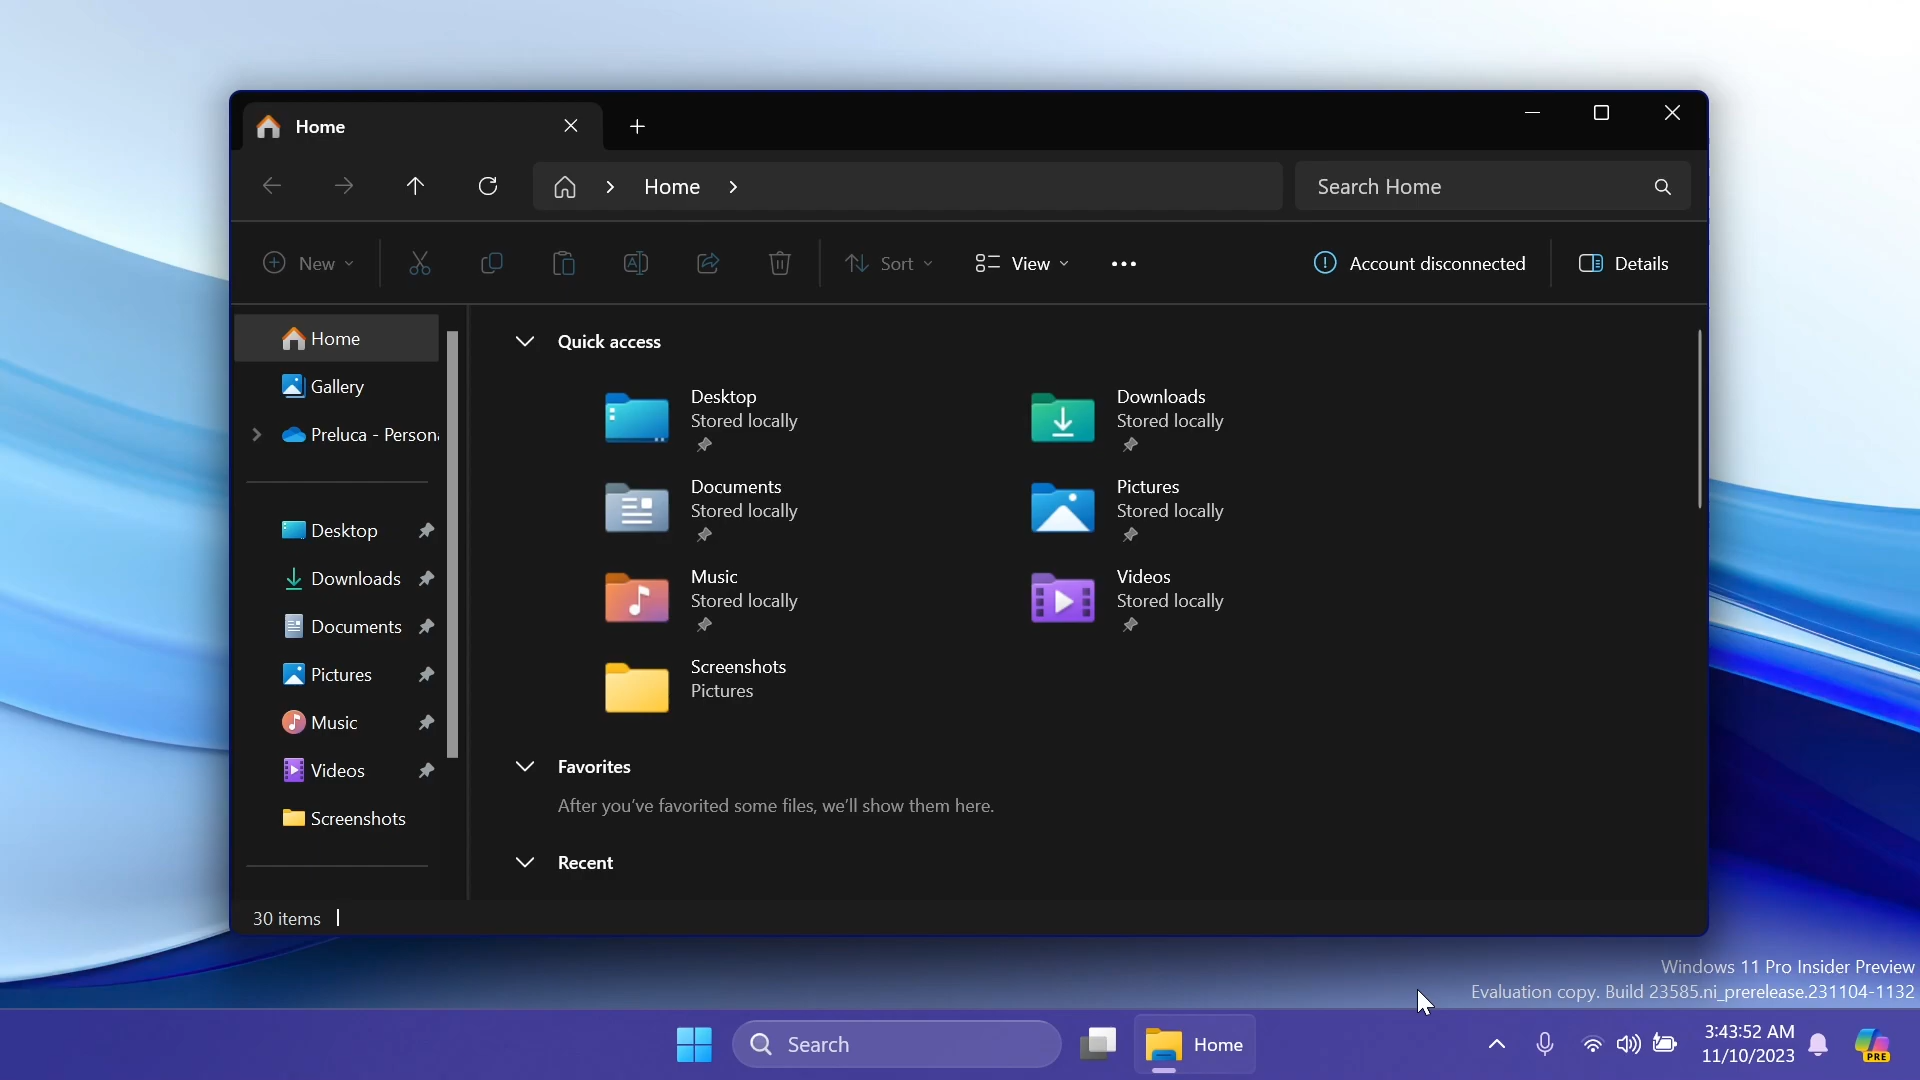 Home
Home
Search Home
New
Sort
View
Account disconnected
Details
Home
Gallery
Preluca - Person
Desktop
Downloads
Documents
Pictures
Music
Videos
Screenshots
Quick access
Desktop
Stored locally
Downloads
Stored locally
Documents
Stored locally
Pictures
Stored locally
Music
Stored locally
Videos
Stored locally
Screenshots
Pictures
Favorites
After you've favorited some files, we'll show them here.
Recent
30 items
Windows 11 Pro Insider Preview
Evaluation copy. Build 23585.ni_prerelease.231104-1132
Search
Home
3:43:52 AM
11/10/2023
PRE